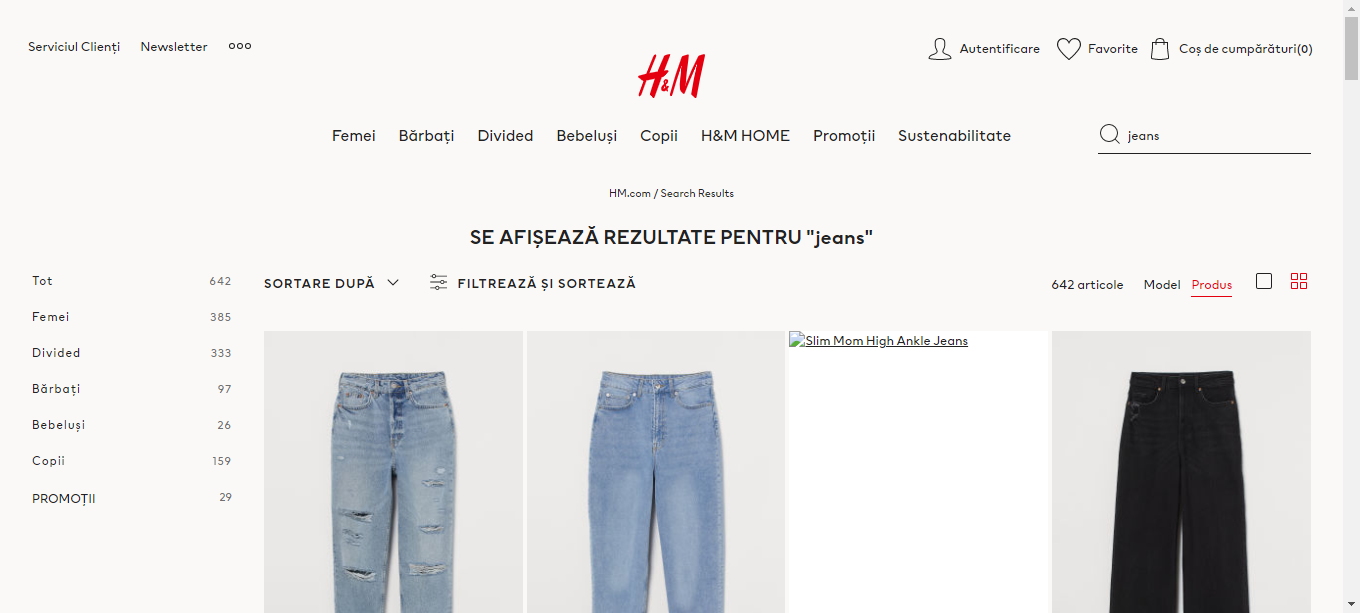 Serviciul Clienți Newsletter
Autentificare Favorite Coș de cumpărături(0)
H&M
Femei Bărbați Divided Bebeluși Copii H&M HOME Promoții Sustenabilitate
jeans
HM.com / Search Results
SE AFIȘEAZĂ REZULTATE PENTRU "jeans"
Tot 642
Femei 385
Divided 333
Bărbați 97
Bebeluși 26
Copii 159
PROMOȚII 29
SORTARE DUPĂ FILTREAZĂ ȘI SORTEAZĂ
642 articole Model Produs
Slim Mom High Ankle Jeans